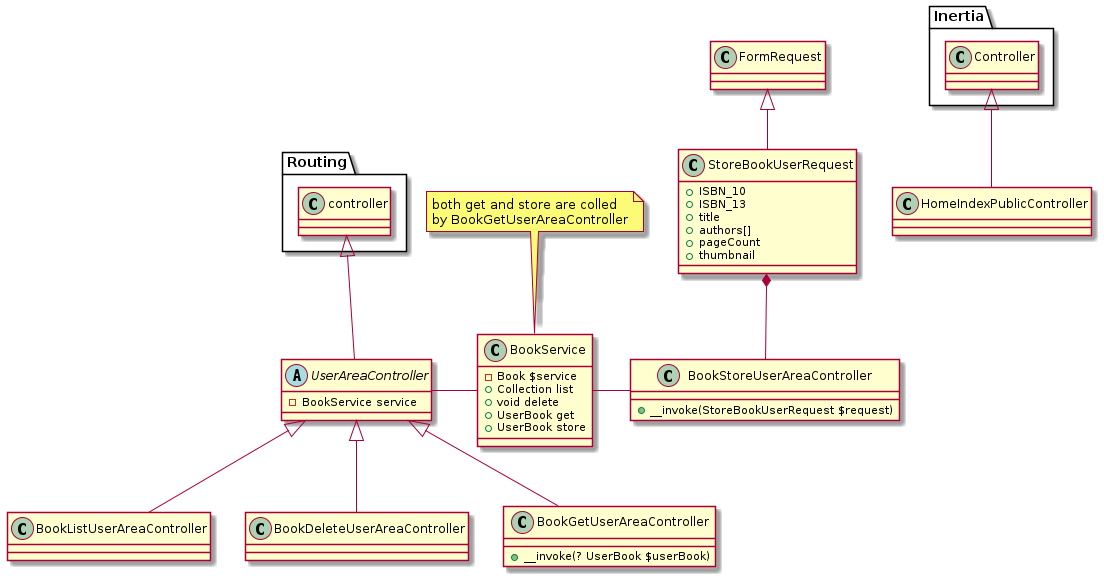 Inertia
C Controller
C FormRequest
Routing
C controller
both get and store are colled
by BookGetUserAreaController
C StoreBookUserRequest
ISBN_10
ISBN_13
title
authors[]
pageCount
thumbnail
C HomeIndexPublicController
A UserAreaController
BookService service
C BookService
Book $service
Collection list
void delete
UserBook get
UserBook store
C BookStoreUserAreaController
__invoke(StoreBookUserRequest $request)
C BookListUserAreaController
C BookDeleteUserAreaController
C BookGetUserAreaController
__invoke(? UserBook $userBook)